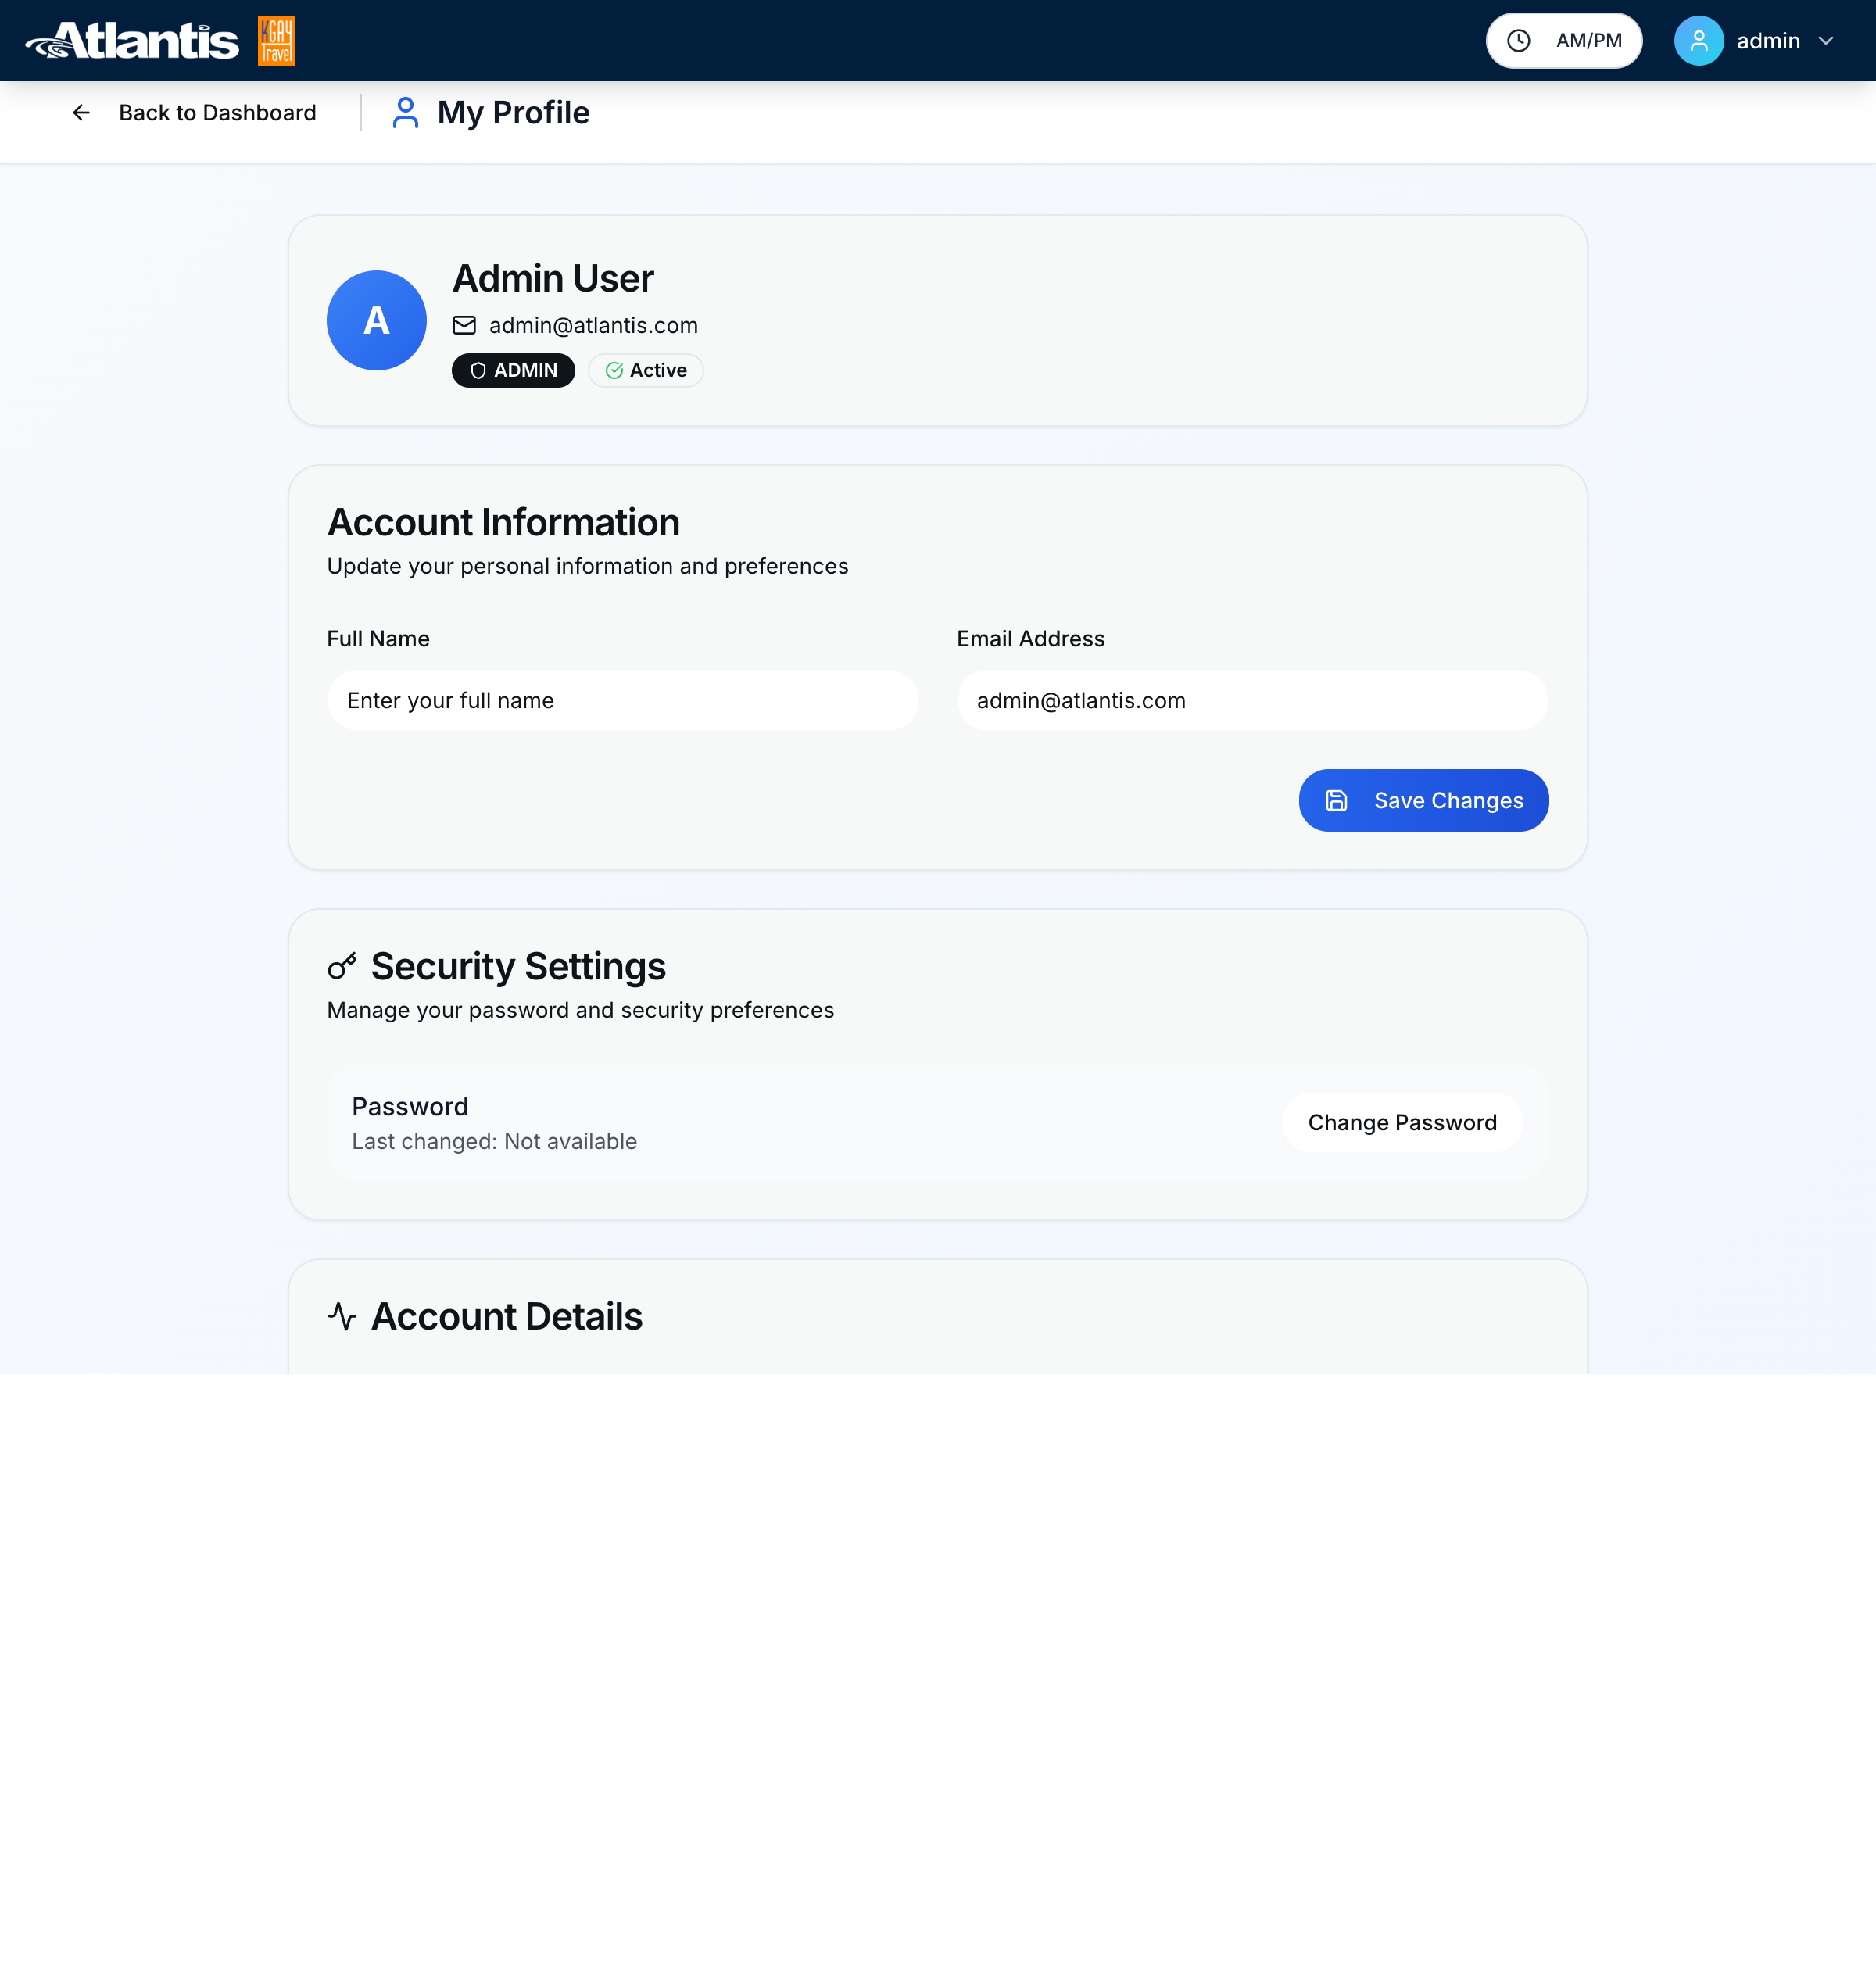 Atlantis
KGAY
Travel
AM/PM
admin
Back to Dashboard
My Profile
A
Admin User
admin@atlantis.com
ADMIN
Active
Account Information
Update your personal information and preferences
Full Name
Email Address
Enter your full name
admin@atlantis.com
Save Changes
Security Settings
Manage your password and security preferences
Password
Last changed: Not available
Change Password
Account Details